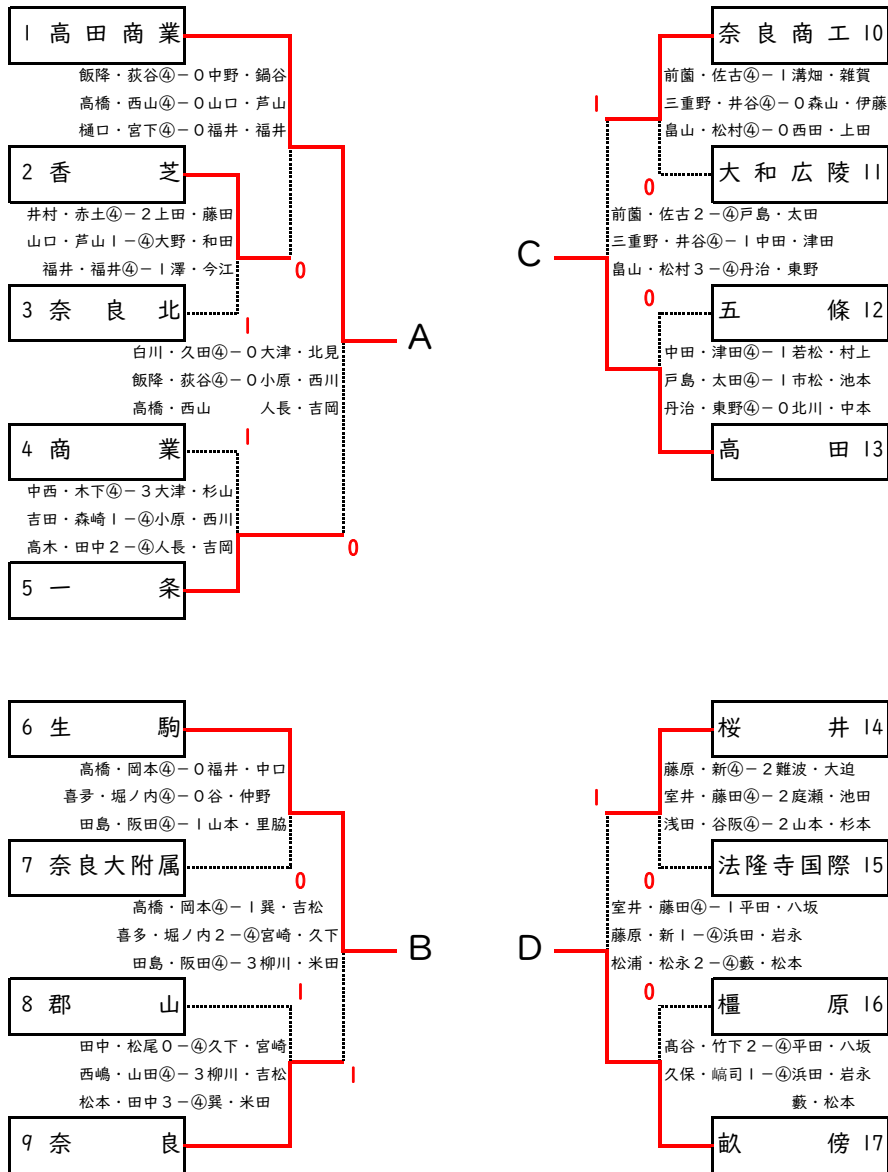 1 高田商業
飯降・荻谷④－0中野・鍋谷
高橋・西山④－0山口・芦山
樋口・宮下④－0福井・福井
2 香芝
井村・赤土④－2上田・藤田
山口・芦山1－④大野・和田
福井・福井④－1澤・今江
0
3 奈良北
1
A
白川・久田④－0大津・北見
飯降・荻谷④－0小原・西川
高橋・西山 人長・吉岡
1
4 商業
中西・木下④－3大津・杉山
吉田・森崎1－④小原・西川
高木・田中2－④人長・吉岡
0
5 一条
6 生駒
高橋・岡本④－0福井・中口
喜多・堀ノ内④－0谷・仲野
田島・阪田④－1山本・里脇
7 奈良大附属
0
高橋・岡本④－1巽・吉松
喜多・堀ノ内2－④宮崎・久下
田島・阪田④－3柳川・米田
B
1
8 郡山
田中・松尾0－④久下・宮崎
西嶋・山田④－3柳川・吉松
松本・田中3－④巽・米田
1
9 奈良
奈良商工 10
前薗・佐古④－1溝畑・雑賀
三重野・井谷④－0森山・伊藤
畠山・松村④－0西田・上田
1
大和広陵 11
0
前薗・佐古2－④戸島・太田
三重野・井谷④－1中田・津田
畠山・松村3－④丹治・東野
C
0
五條 12
中田・津田④－1若松・村上
戸島・太田④－1市松・池本
丹治・東野④－0北川・中本
高田 13
桜井 14
藤原・新④－2難波・大迫
室井・藤田④－2庭瀬・池田
浅田・谷阪④－2山本・杉本
1
法隆寺国際 15
0
室井・藤田④－1平田・八坂
藤原・新1－④浜田・岩永
松浦・松永2－④藪・松本
D
0
橿原 16
髙谷・竹下2－④平田・八坂
久保・嵪司1－④浜田・岩永
藪・松本
畝傍 17